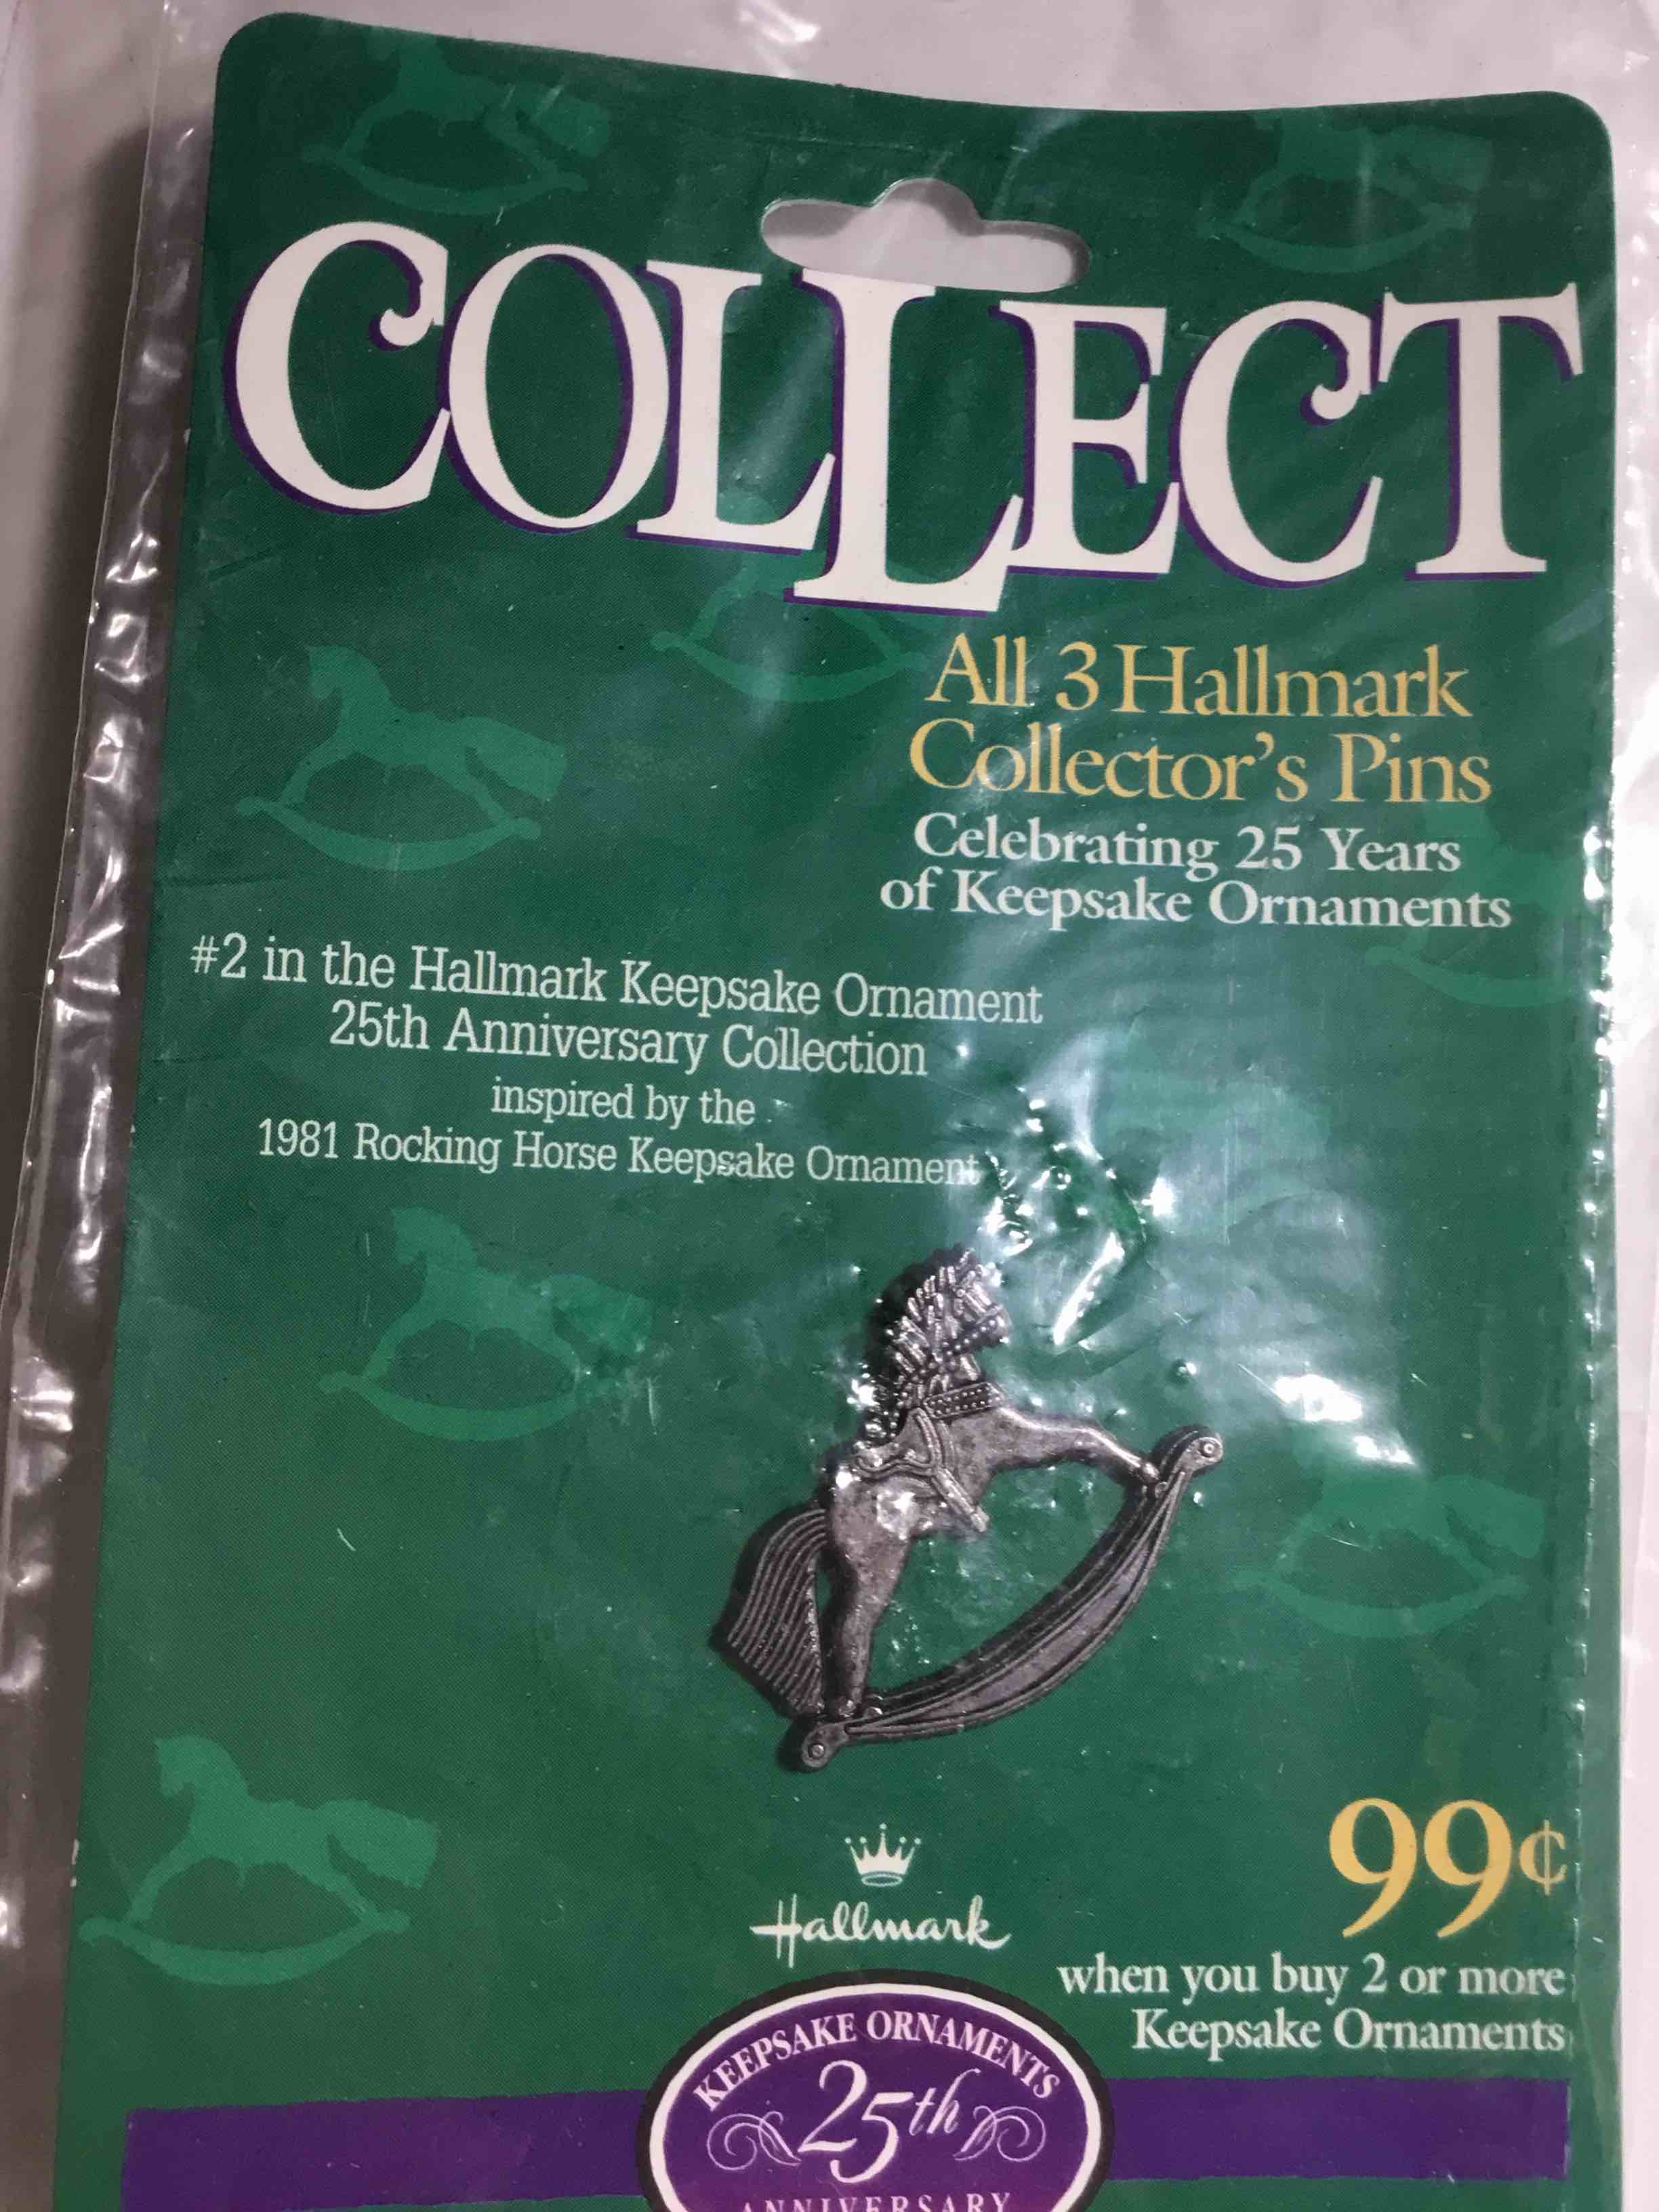 COLLECT
All 3 Hallmark
Collector's Pins
Celebrating 25 Years
of Keepsake Ornaments
#2 in the Hallmark Keepsake Ornament
25th Anniversary Collection
inspired by the
1981 Rocking Horse Keepsake Ornament
99¢
when you buy 2 or more
Keepsake Ornaments
Hallmark
KEEPSAKE ORNAMENTS
25th
ANNIVERSARY